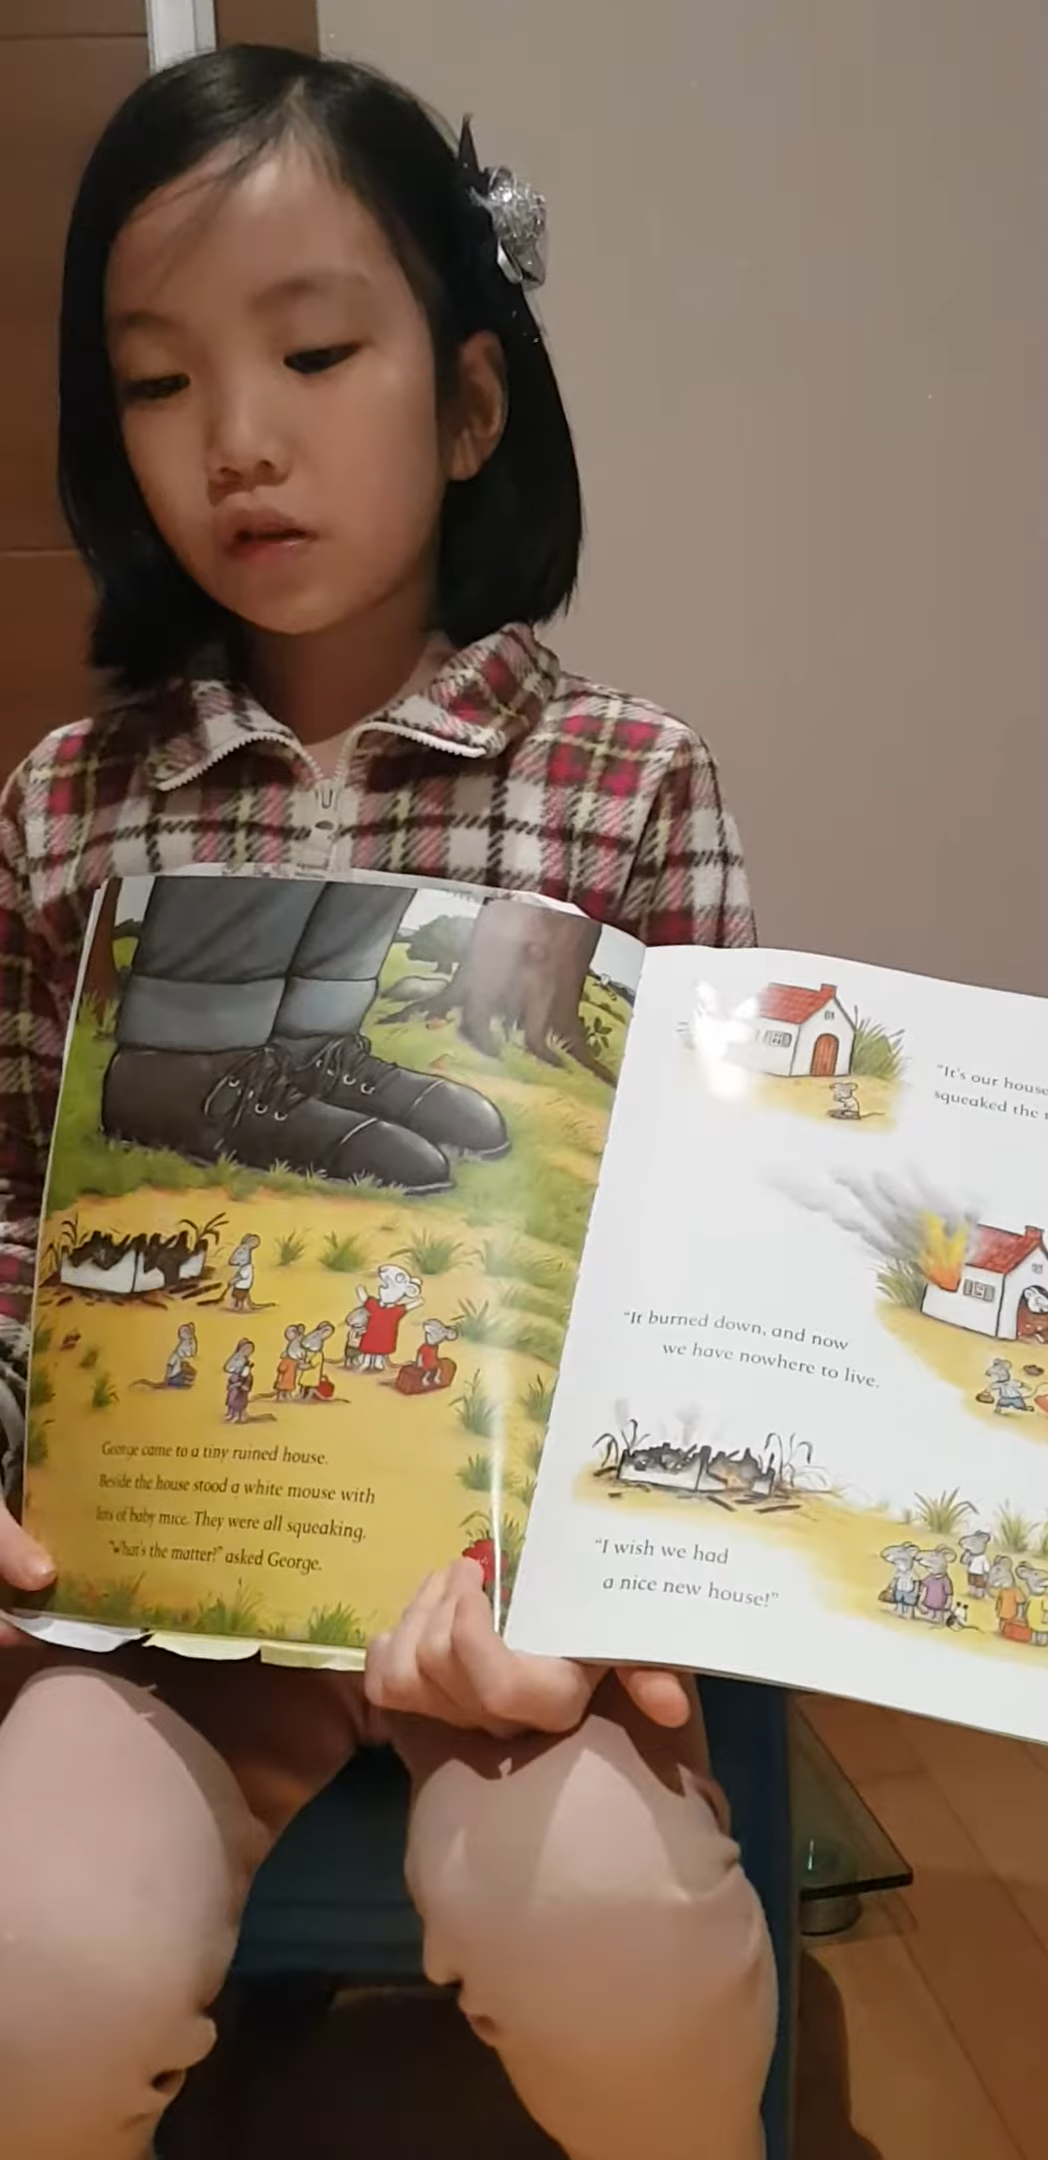 George came to a tiny ruined house.
Beside the house stood a white mouse with
lots of baby mice. They were all squeaking.
"What's the matter?" asked George.
"It's our house
squeaked the
"It burned down, and now
we have nowhere to live.
"I wish we had
a nice new house!"